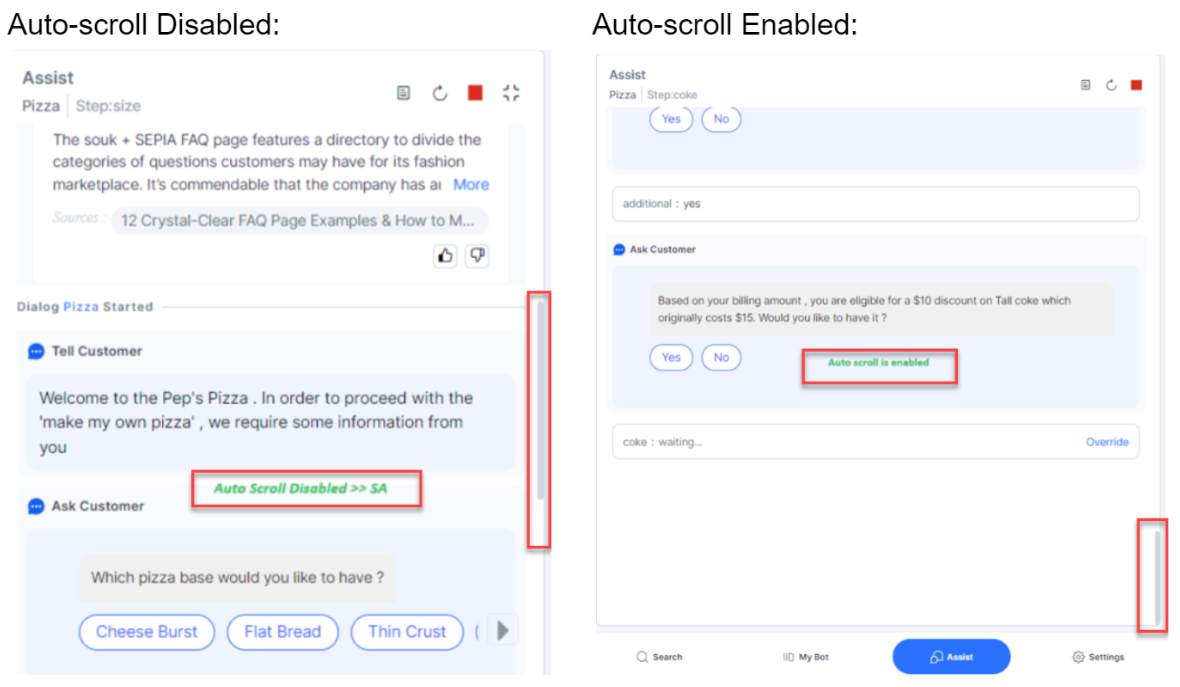 Auto-scroll Disabled:
Assist
Pizza Step:size
The souk + SEPIA FAQ page features a directory to divide the
categories of questions customers may have for its fashion
marketplace. It's commendable that the company has More
Sources : 12 Crystal-Clear FAQ Page Examples & How to M...
Dialog Pizza Started
Tell Customer
Welcome to the Pep's Pizza . In order to proceed with the
'make my own pizza' , we require some information from
you
Auto Scroll Disabled >> SA
Ask Customer
Which pizza base would you like to have ?
Cheese Burst Flat Bread Thin Crust
Auto-scroll Enabled:
Assist
Pizza Step:coke
Yes No
additional : yes
Ask Customer
Based on your billing amount , you are eligible for a $10 discount on Tall coke which
originally costs $15. Would you like to have it ?
Yes No
Auto scroll is enabled
coke : waiting... Override
Search My Bot Assist Settings